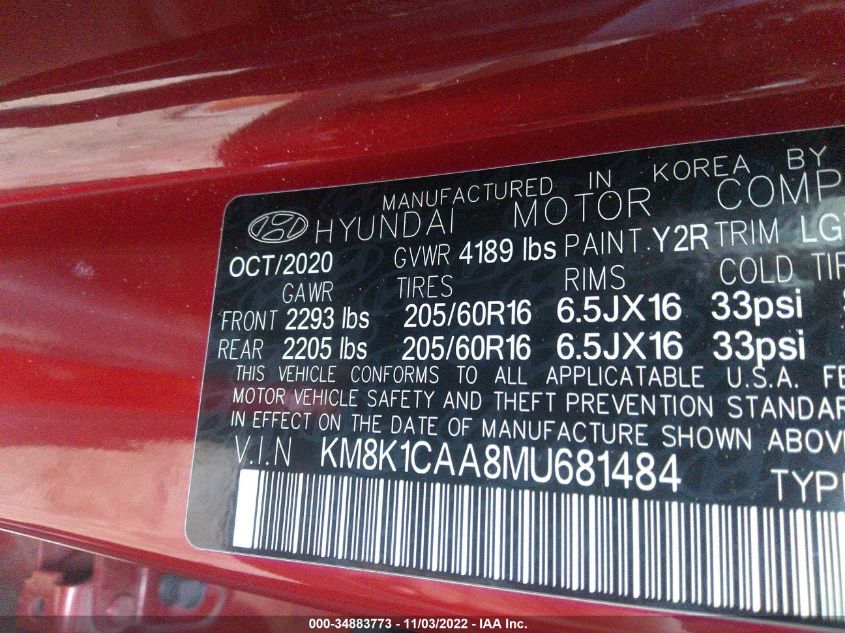 MANUFACTURED IN KOREA BY
HYUNDAI MOTOR COMP
OCT/2020 GVWR 4189 lbs PAINT Y2R TRIM LG
GAWR TIRES RIMS COLD TIR
FRONT 2293 lbs 205/60R16 6.5JX16 33psi
REAR 2205 lbs 205/60R16 6.5JX16 33psi
THIS VEHICLE CONFORMS TO ALL APPLICATABLE U.S.A. FE
MOTOR VEHICLE SAFETY AND THEFT PREVENTION STANDAR
IN EFFECT ON THE DATE OF MANUFACTURE SHOWN ABOV
V.I.N KM8K1CAA8MU681484 TYP
000-34883773 - 11/03/2022 - IAA Inc.